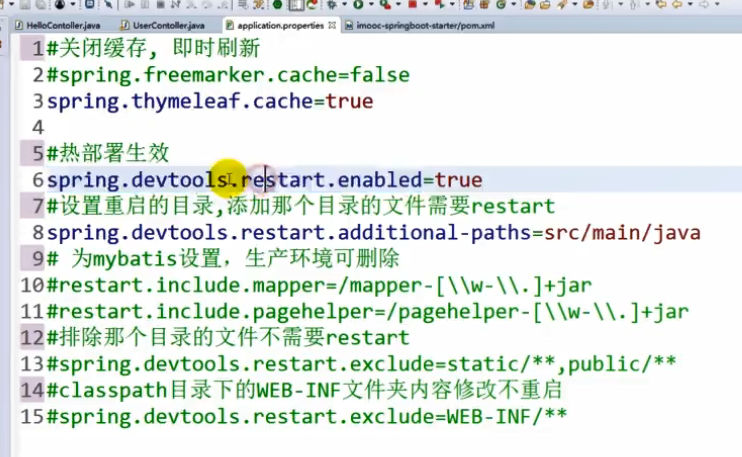 HelloContoller.java UserContoller.java application.properties imooc-springboot-starter/pom.xml
1 #关闭缓存, 即时刷新
2 #spring.freemarker.cache=false
3 spring.thymeleaf.cache=true
4
5 #热部署生效
6 spring.devtools.restart.enabled=true
7 #设置重启的目录,添加那个目录的文件需要restart
8 spring.devtools.restart.additional-paths=src/main/java
9 # 为mybatis设置，生产环境可删除
10 #restart.include.mapper=/mapper-[\\w-\\.]+jar
11 #restart.include.pagehelper=/pagehelper-[\\w-\\.]+jar
12 #排除那个目录的文件不需要restart
13 #spring.devtools.restart.exclude=static/**,public/**
14 #classpath目录下的WEB-INF文件夹内容修改不重启
15 #spring.devtools.restart.exclude=WEB-INF/**